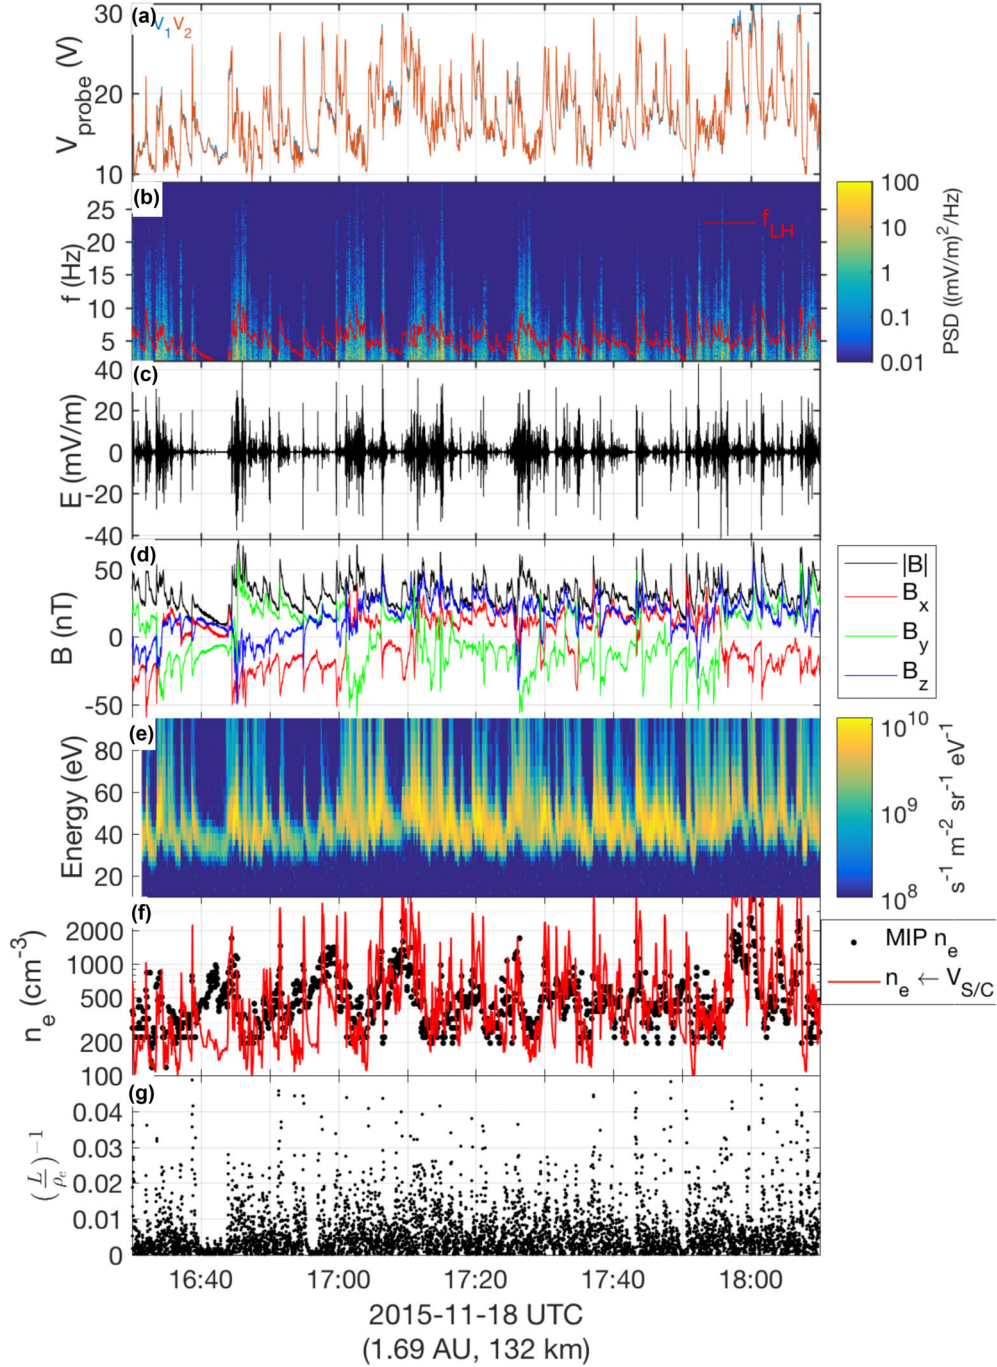 (a)
V1 V2
Vprobe (V)
30
20
10
(b)
f (Hz)
25
20
15
10
5
fLH
100
10
1
0.1
0.01
PSD ((mV/m)²/Hz)
(c)
E (mV/m)
40
20
0
-20
-40
(d)
B (nT)
50
0
-50
|B|
Bx
By
Bz
(e)
Energy (eV)
80
60
40
20
10¹⁰
10⁹
10⁸
s⁻¹ m⁻² sr⁻¹ eV⁻¹
(f)
ne (cm⁻³)
2000
1000
500
200
100
MIP ne
ne ← VS/C
(g)
(L/ρe)⁻¹
0.04
0.03
0.02
0.01
0
16:40 17:00 17:20 17:40 18:00
2015-11-18 UTC
(1.69 AU, 132 km)